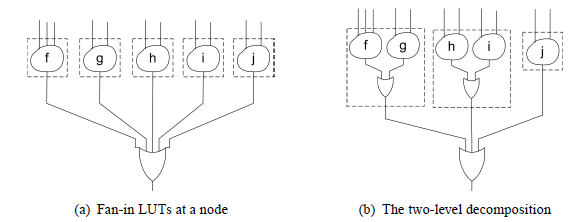 f g h i j
f g h i j
(a) Fan-in LUTs at a node
(b) The two-level decomposition